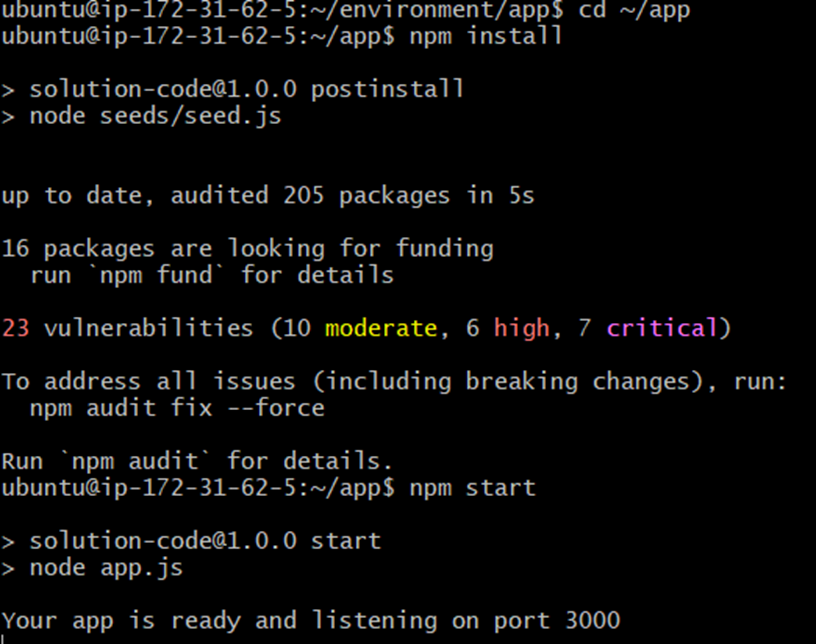 ubuntu@ip-172-31-62-5:~/environment/app$ cd ~/app
ubuntu@ip-172-31-62-5:~/app$ npm install
> solution-code@1.0.0 postinstall
> node seeds/seed.js
up to date, audited 205 packages in 5s
16 packages are looking for funding
  run `npm fund` for details
23 vulnerabilities (10 moderate, 6 high, 7 critical)
To address all issues (including breaking changes), run:
  npm audit fix --force
Run `npm audit` for details.
ubuntu@ip-172-31-62-5:~/app$ npm start
> solution-code@1.0.0 start
> node app.js
Your app is ready and listening on port 3000